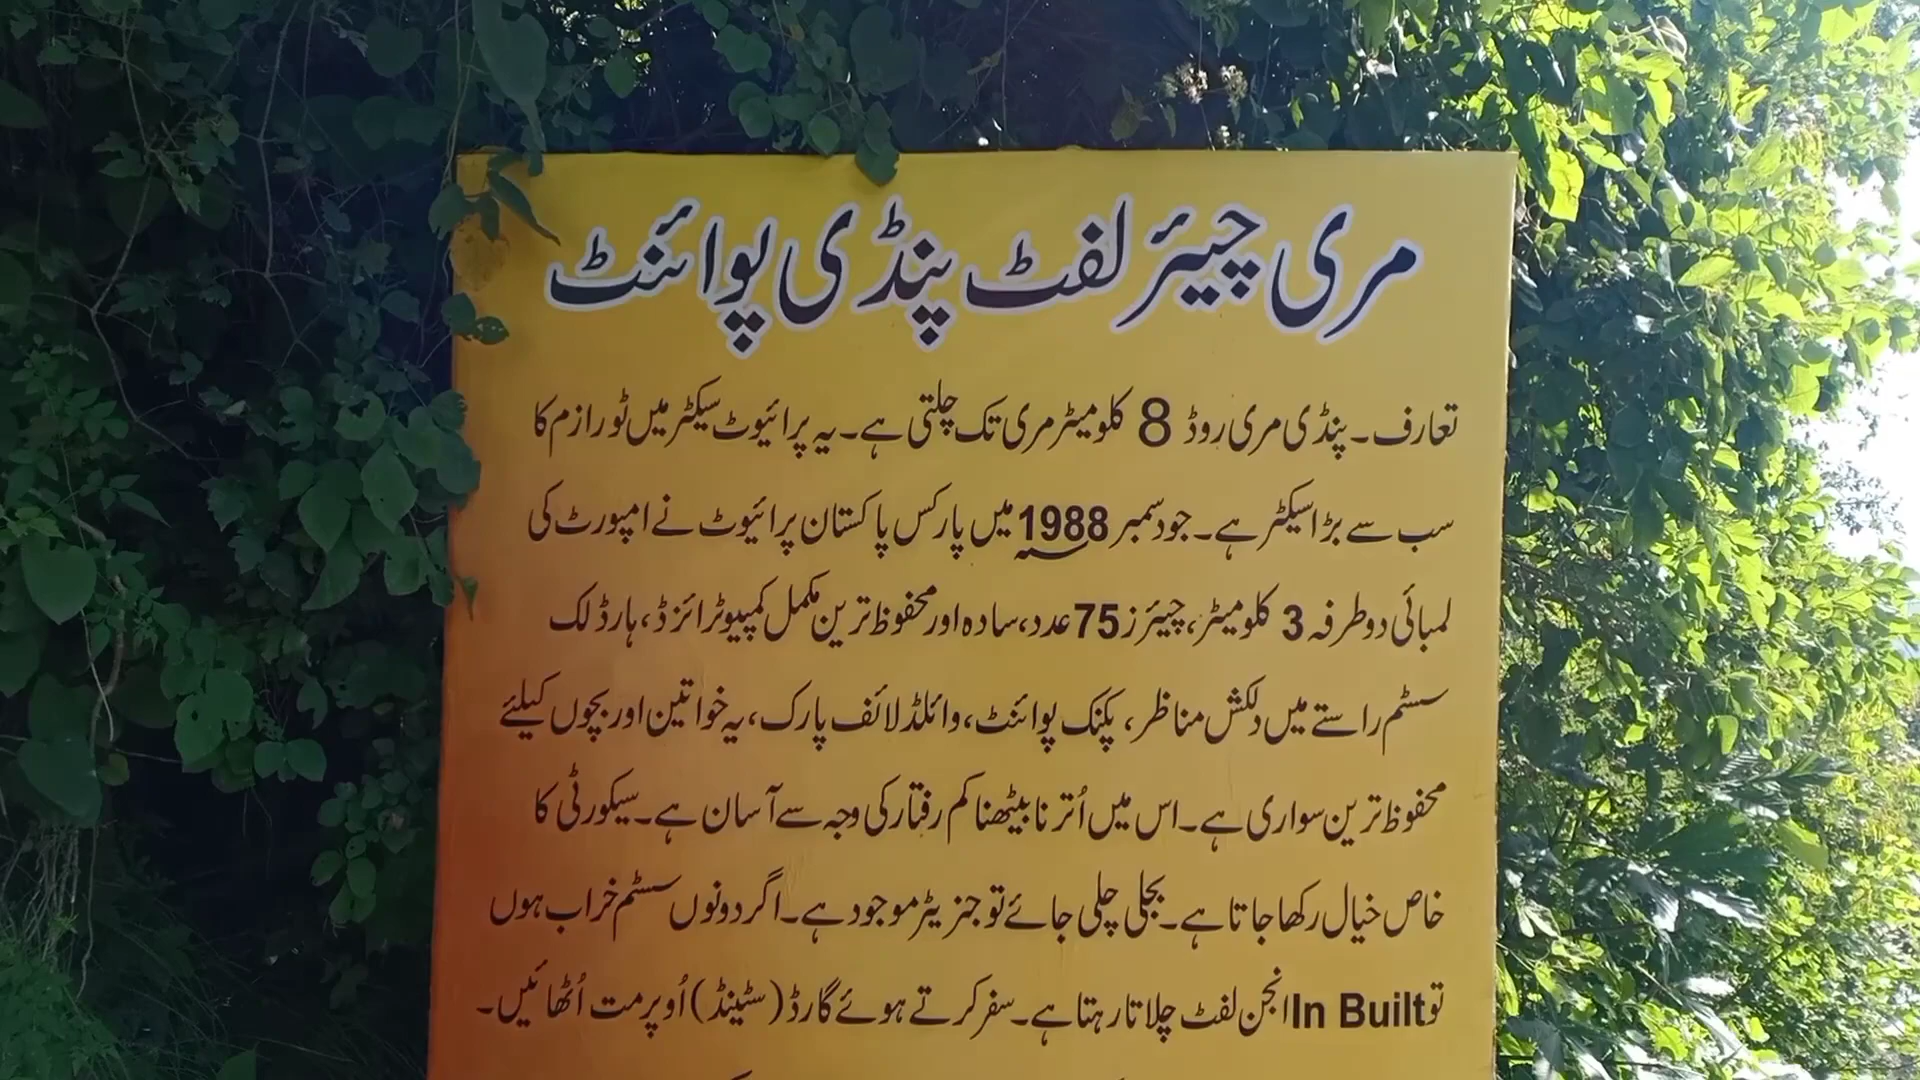 مری چیئر لفٹ پنڈی پوائنٹ
تعارف۔ پنڈی مری روڈ 8 کلومیٹر مری تک چلتی ہے۔ یہ پرائیوٹ سیکٹر میں ٹورازم کا
سب سے بڑا سیکٹر ہے۔ جو دسمبر 1988 میں پارکس پاکستان پرائیوٹ نے امپورٹ کی
لمبائی دو طرفہ 3 کلومیٹر، چیئرز 75 عدد، سادہ اور محفوظ ترین مکمل کمپیوٹرائزڈ، ہارڈ لک
سسٹم راستے میں دلکش مناظر، پکنک پوائنٹ، وائلڈ لائف پارک، یہ خواتین اور بچوں کیلئے
محفوظ ترین سواری ہے۔ اس میں اُترنا بیٹھنا کم رفتار کی وجہ سے آسان ہے۔ سیکورٹی کا
خاص خیال رکھا جاتا ہے۔ بجلی چلی جائے تو جنریٹر موجود ہے۔ اگر دونوں سسٹم خراب ہوں
تو In Built انجن لفٹ چلاتا رہتا ہے۔ سفر کرتے ہوئے گارڈ (سٹینڈ) اُوپر مت اُٹھائیں۔